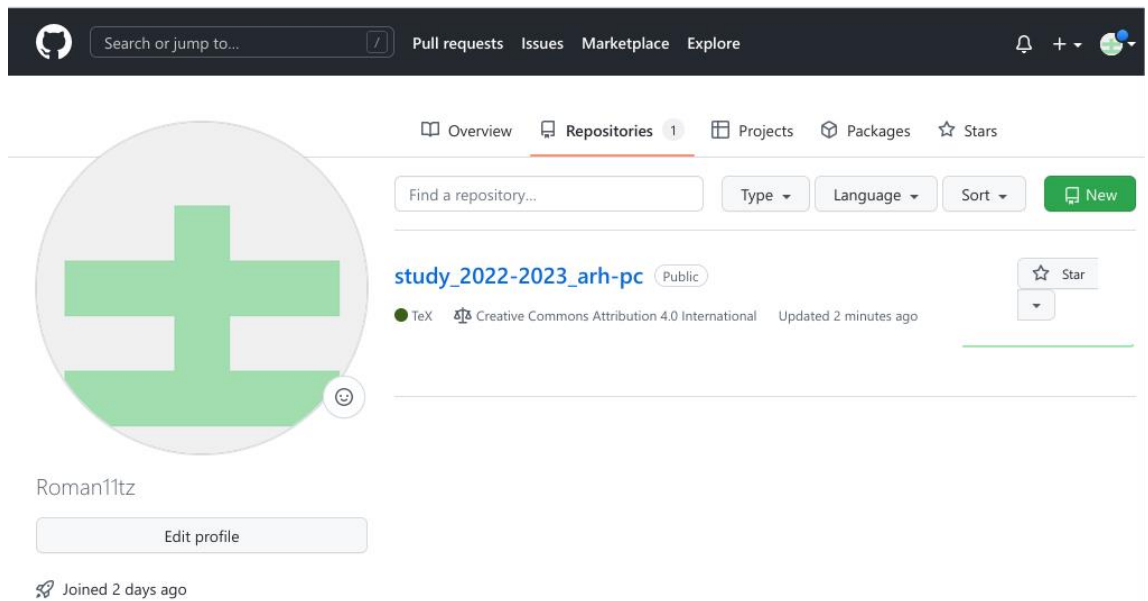 Search or jump to... / Pull requests Issues Marketplace Explore
Overview Repositories 1 Projects Packages Stars
Find a repository... Type Language Sort New
study_2022-2023_arh-pc Public Star
TeX Creative Commons Attribution 4.0 International Updated 2 minutes ago
Roman11tz
Edit profile
Joined 2 days ago